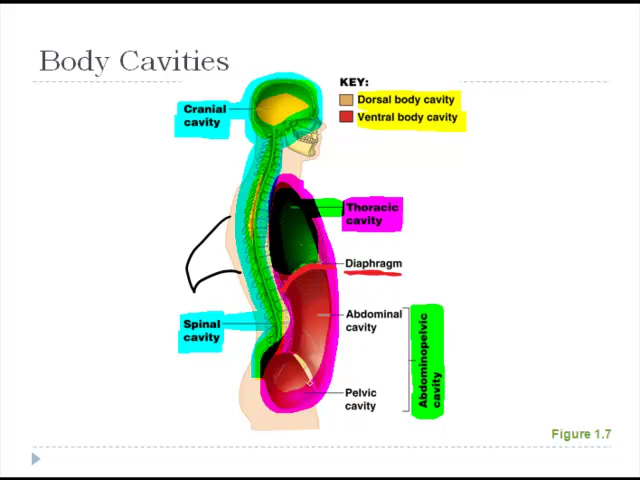 Body Cavities
KEY:
Dorsal body cavity
Ventral body cavity
Cranial
cavity
Thoracic
cavity
Diaphragm
Spinal
cavity
Abdominal
cavity
Abdominopelvic
cavity
Pelvic
cavity
Figure 1.7